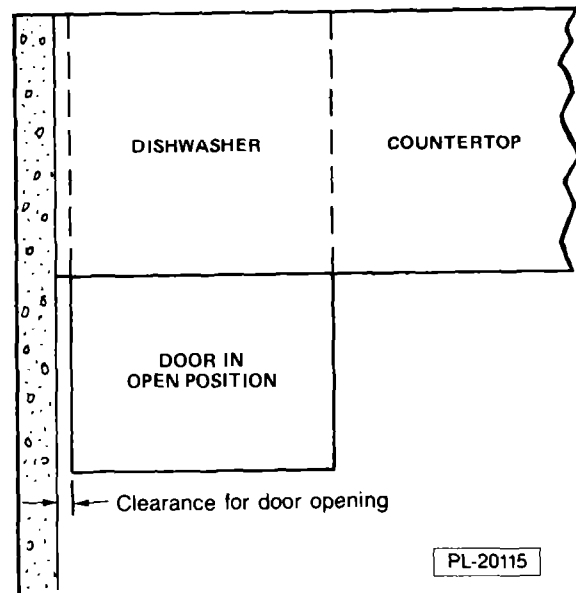 DISHWASHER
COUNTERTOP
DOOR IN
OPEN POSITION
Clearance for door opening
PL-20115